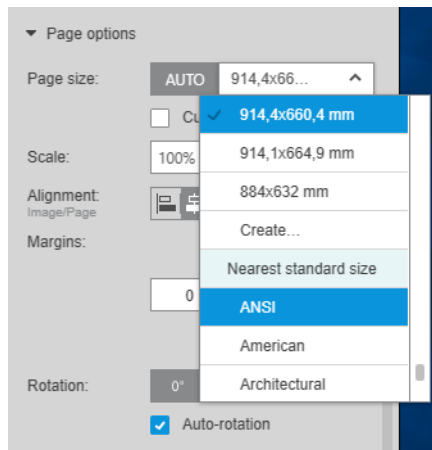 Page options
Page size: AUTO 914,4x66...
Cu 914,4x660,4 mm
Scale: 100% 914,1x664,9 mm
884x632 mm
Alignment:
Image/Page
Create...
Margins:
Nearest standard size
0 ANSI
American
Rotation: 0° Architectural
Auto-rotation